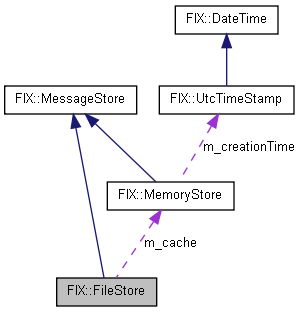 FIX::DateTime
FIX::MessageStore
FIX::UtcTimeStamp
m_creationTime
FIX::MemoryStore
m_cache
FIX::FileStore